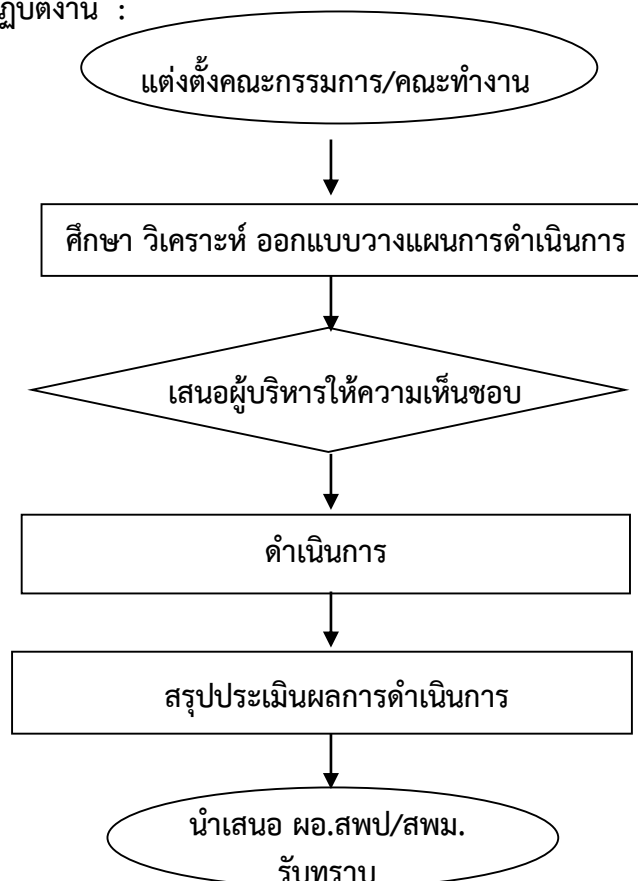 ฏิบัติงาน :
แต่งตั้งคณะกรรมการ/คณะทำงาน
ศึกษา วิเคราะห์ ออกแบบวางแผนการดำเนินการ
เสนอผู้บริหารให้ความเห็นชอบ
ดำเนินการ
สรุปประเมินผลการดำเนินการ
นำเสนอ ผอ.สพป/สพม.
รับทราบ